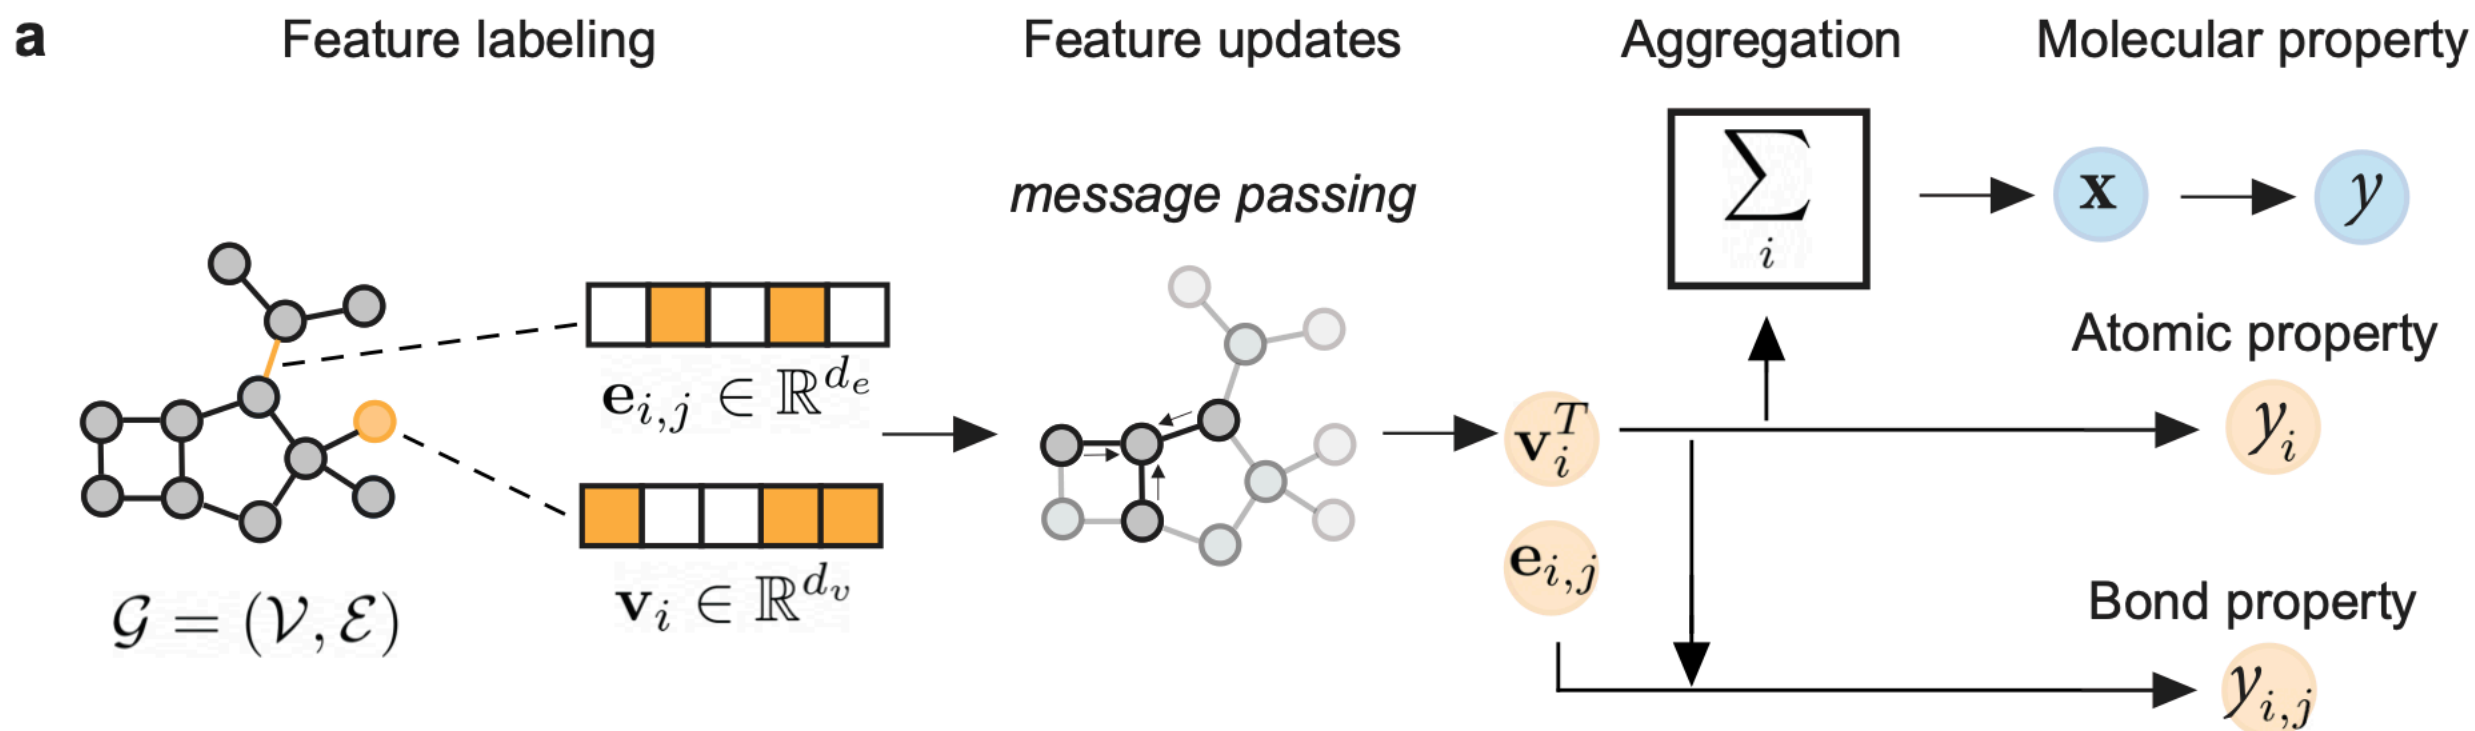 a
Feature labeling
Feature updates
Aggregation
Molecular property
message passing
∑
i
x
y
Atomic property
e_{i,j} ∈ ℝ^{d_e}
v_i^T
y_i
e_{i,j}
v_i ∈ ℝ^{d_v}
𝒢 = (𝒱, ℰ)
Bond property
y_{i,j}